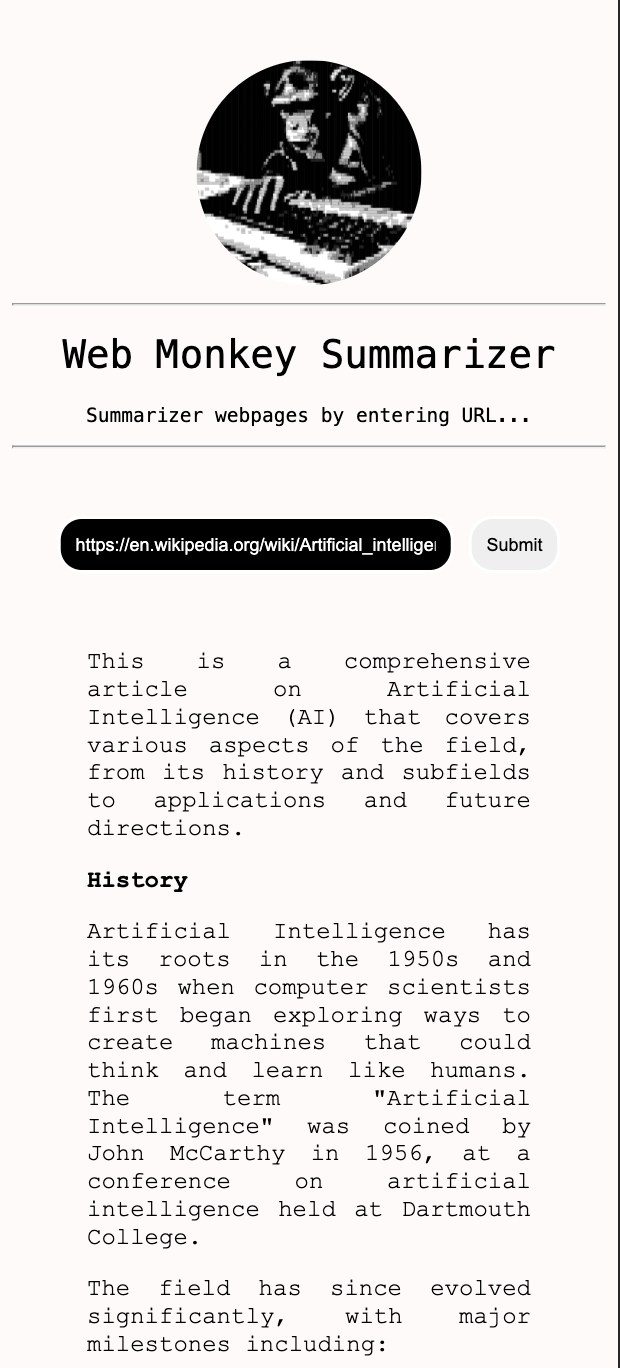 Web Monkey Summarizer
Summarizer webpages by entering URL...
https://en.wikipedia.org/wiki/Artificial_intelliger
Submit
This is a comprehensive
article on Artificial
Intelligence (AI) that covers
various aspects of the field,
from its history and subfields
to applications and future
directions.
History
Artificial Intelligence has
its roots in the 1950s and
1960s when computer scientists
first began exploring ways to
create machines that could
think and learn like humans.
The term "Artificial
Intelligence" was coined by
John McCarthy in 1956, at a
conference on artificial
intelligence held at Dartmouth
College.
The field has since evolved
significantly, with major
milestones including: